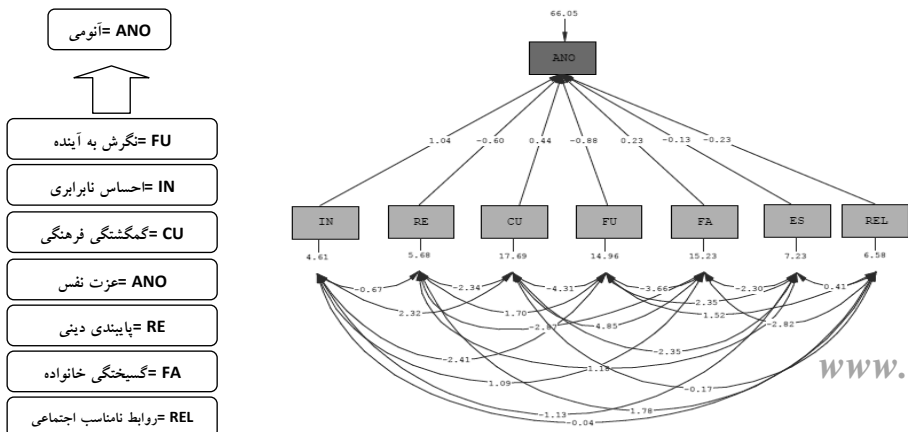 ANO =آنومی
FU =نگرش به آینده
IN =احساس نابرابری
CU =گمگشتگی فرهنگی
ANO =عزت نفس
RE =پایبندی دینی
FA =گسیختگی خانواده
REL =روابط نامناسب اجتماعی
66.05
ANO
1.04 -0.60 0.44 -0.88 0.23 -0.13 -0.23
IN RE CU FU FA ES REL
4.61 5.68 17.69 14.96 15.23 7.23 6.58
-0.67 -2.34 -4.31 -3.66 -2.30 0.41
2.32 1.70 2.35 1.52
-2.87 4.85 -2.82
-2.41 -2.35
1.09 1.18 -0.17
-1.13 1.78
-0.04
www.